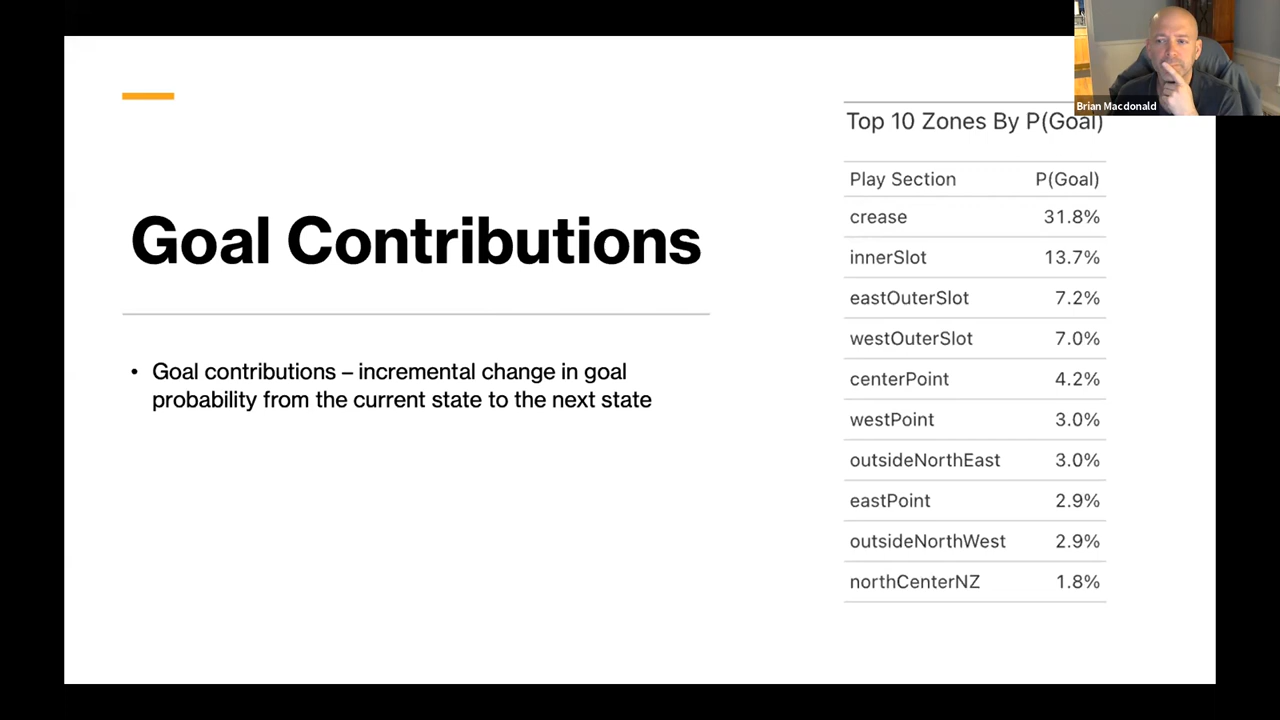 Brian Macdonald
Goal Contributions
• Goal contributions – incremental change in goal
probability from the current state to the next state
Top 10 Zones By P(Goal)
Play Section P(Goal)
crease 31.8%
innerSlot 13.7%
eastOuterSlot 7.2%
westOuterSlot 7.0%
centerPoint 4.2%
westPoint 3.0%
outsideNorthEast 3.0%
eastPoint 2.9%
outsideNorthWest 2.9%
northCenterNZ 1.8%